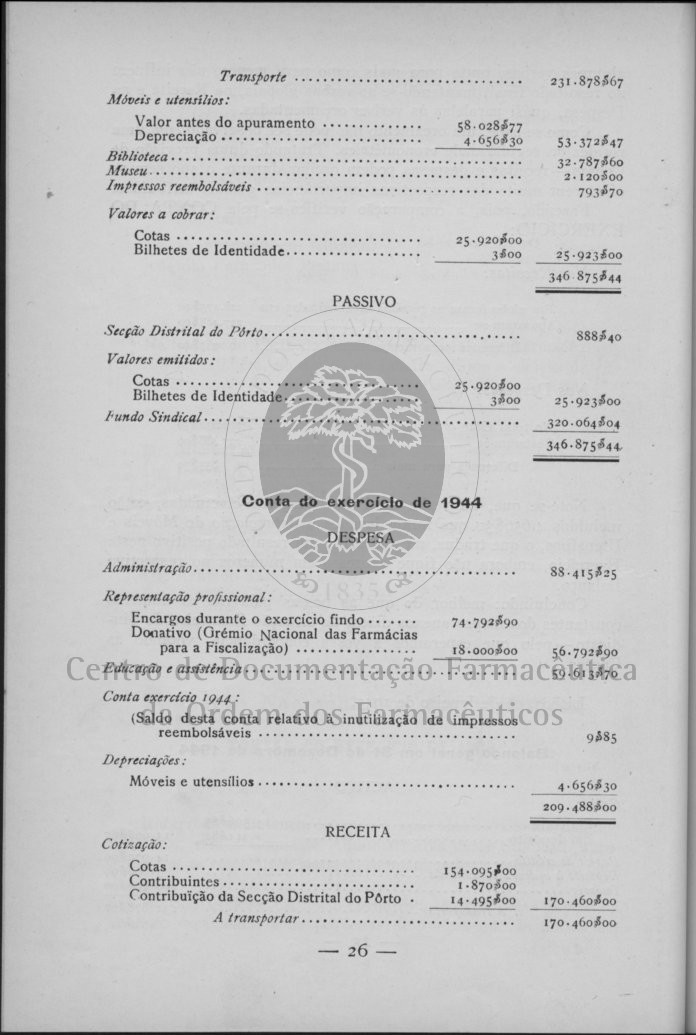 Transporte ................................ 231.878$67
Móveis e utensílios:
Valor antes do apuramento .............. 58.028$77
Depreciação ........................... 4.656$30 53.372$47
Biblioteca ................................ 32.787$60
Museu ................................ 2.120$00
Impressos reembolsáveis ................................ 793$70
Valores a cobrar:
Cotas ................................ 25.920$00
Bilhetes de Identidade .................. 3$00 25.923$00
346.875$44
PASSIVO
Secção Distrital do Pôrto ................................ 888$40
Valores emitidos:
Cotas ................................ 25.920$00
Bilhetes de Identidade .................. 3$00 25.923$00
Fundo Sindical ................................ 320.064$04
346.875$44
Conta do exercício de 1944
DESPESA
Administração ................................ 88.415$25
1835
Representação profissional:
Encargos durante o exercício findo ....... 74.792$90
Donativo (Grémio Nacional das Farmácias
para a Fiscalização) ................. 18.000$00 56.792$90
Educação e assistência ................................ 59.613$70
Centro de Documentação Farmacêutica
Conta exercício 1944:
(Saldo desta conta relativo à inutilização de impressos
da Ordem dos Farmacêuticos
reembolsáveis ................................ 9$85
Depreciações:
Móveis e utensílios ................................ 4.656$30
209.488$00
RECEITA
Cotização:
Cotas ................................ 154.095$00
Contribuintes ........................... 1.870$00
Contribuïção da Secção Distrital do Pôrto . 14.495$00 170.460$00
A transportar ............................ 170.460$00
— 26 —